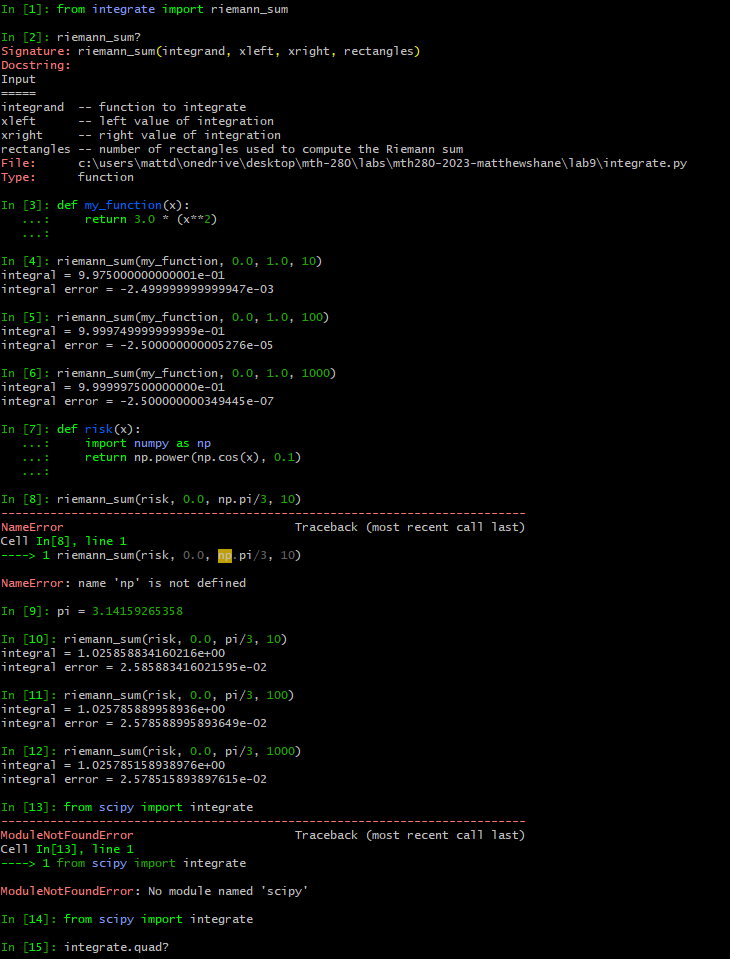 In [1]: from integrate import riemann_sum
In [2]: riemann_sum?
Signature: riemann_sum(integrand, xleft, xright, rectangles)
Docstring:
Input
=====
integrand  -- function to integrate
xleft      -- left value of integration
xright     -- right value of integration
rectangles -- number of rectangles used to compute the Riemann sum
File:      c:\users\mattd\onedrive\desktop\mth-280\labs\mth280-2023-matthewshane\lab9\integrate.py
Type:      function
In [3]: def my_function(x):
   ...:     return 3.0 * (x**2)
   ...:
In [4]: riemann_sum(my_function, 0.0, 1.0, 10)
integral = 9.975000000000001e-01
integral error = -2.499999999999947e-03
In [5]: riemann_sum(my_function, 0.0, 1.0, 100)
integral = 9.999749999999999e-01
integral error = -2.500000000005276e-05
In [6]: riemann_sum(my_function, 0.0, 1.0, 1000)
integral = 9.999997500000000e-01
integral error = -2.500000000349445e-07
In [7]: def risk(x):
   ...:     import numpy as np
   ...:     return np.power(np.cos(x), 0.1)
   ...:
In [8]: riemann_sum(risk, 0.0, np.pi/3, 10)
---------------------------------------------------------------------------
NameError                                 Traceback (most recent call last)
Cell In[8], line 1
----> 1 riemann_sum(risk, 0.0, np.pi/3, 10)
NameError: name 'np' is not defined
In [9]: pi = 3.14159265358
In [10]: riemann_sum(risk, 0.0, pi/3, 10)
integral = 1.025858834160216e+00
integral error = 2.585883416021595e-02
In [11]: riemann_sum(risk, 0.0, pi/3, 100)
integral = 1.025785889958936e+00
integral error = 2.578588995893649e-02
In [12]: riemann_sum(risk, 0.0, pi/3, 1000)
integral = 1.025785158938976e+00
integral error = 2.578515893897615e-02
In [13]: from scipy import integrate
---------------------------------------------------------------------------
ModuleNotFoundError                       Traceback (most recent call last)
Cell In[13], line 1
----> 1 from scipy import integrate
ModuleNotFoundError: No module named 'scipy'
In [14]: from scipy import integrate
In [15]: integrate.quad?